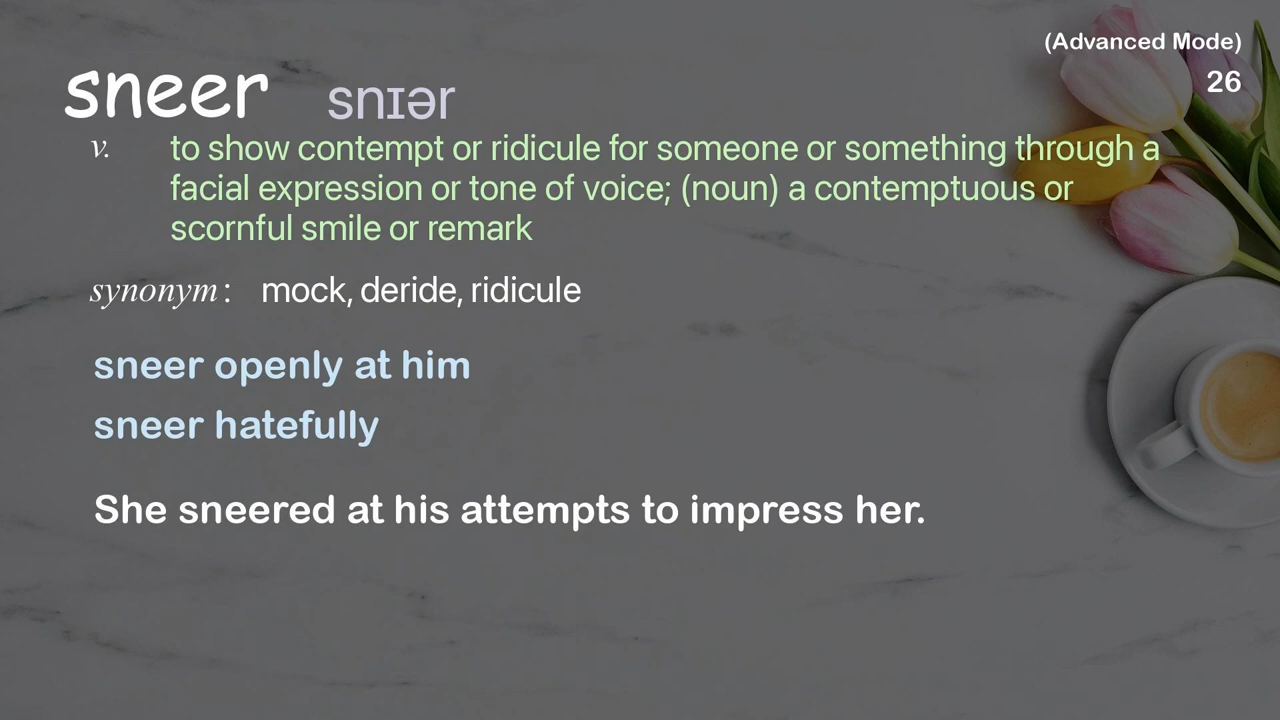 (Advanced Mode)
26
sneer snɪər
v. to show contempt or ridicule for someone or something through a
facial expression or tone of voice; (noun) a contemptuous or
scornful smile or remark
synonym: mock, deride, ridicule
sneer openly at him
sneer hatefully
She sneered at his attempts to impress her.